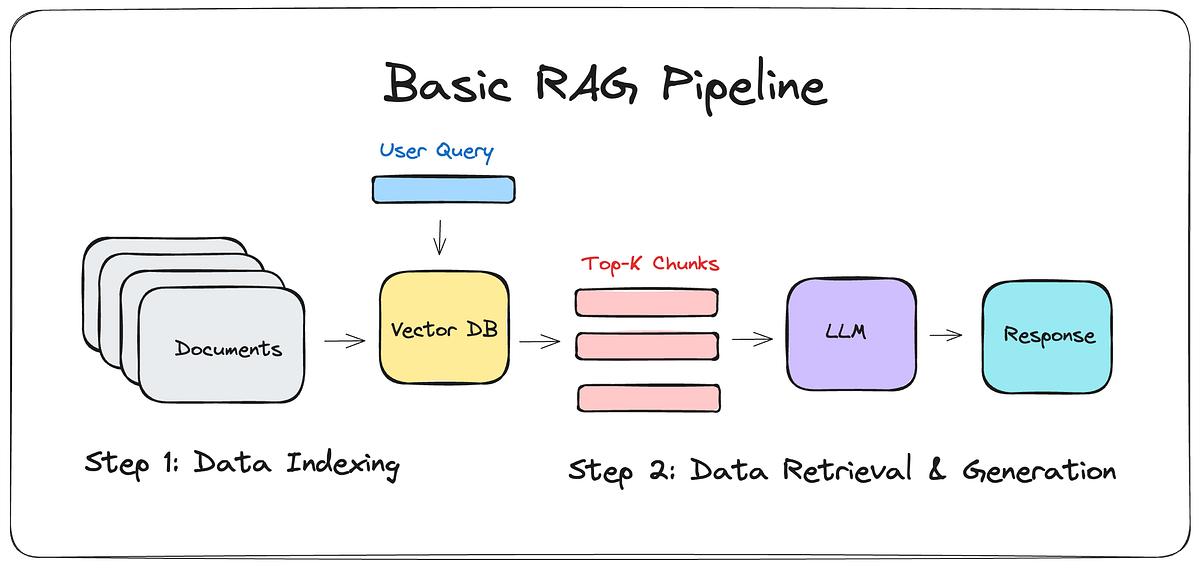 Basic RAG Pipeline
User Query
Top-K Chunks
Documents
Vector DB
LLM
Response
Step 1: Data Indexing
Step 2: Data Retrieval & Generation